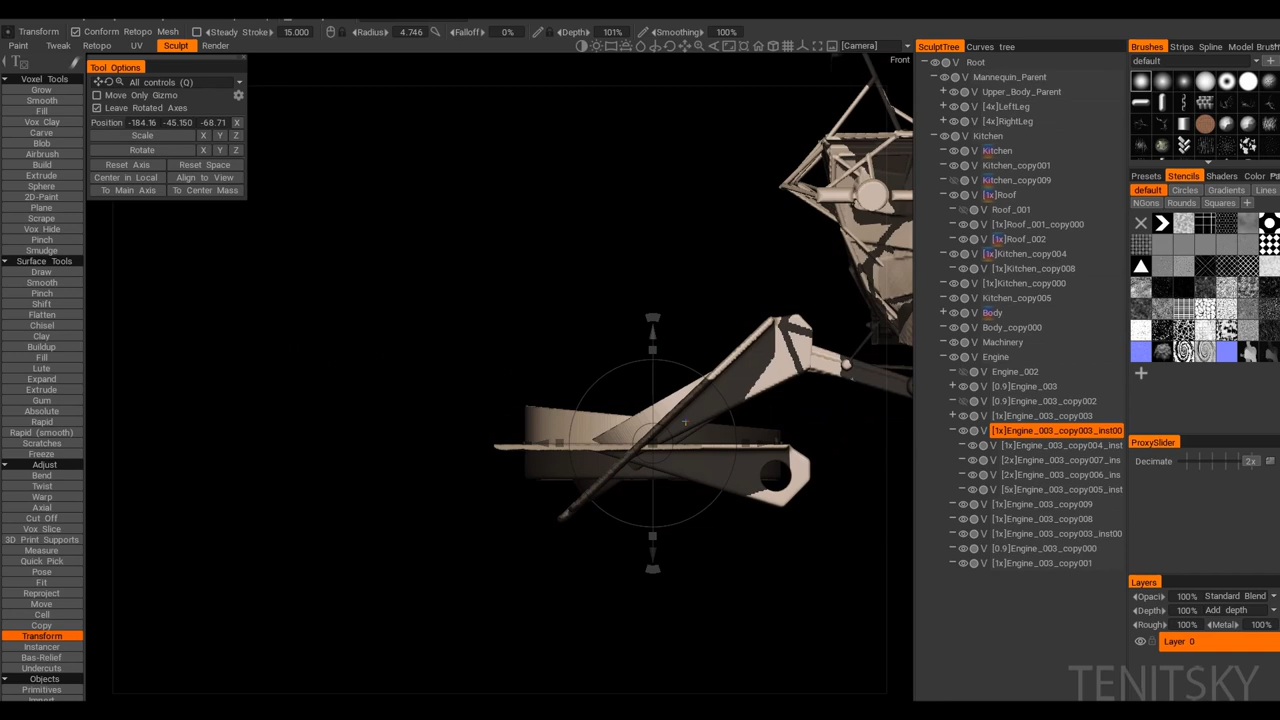 Transform Conform Retopo Mesh Steady Stroke 15.000 Radius 4.746 Falloff 0% Depth 101% Smoothing 100%
Paint Tweak Retopo UV Sculpt Render [Camera]
Front
Tool Options
All controls (Q)
Move Only Gizmo
Leave Rotated Axes
Position -184.16 -45.150 -68.71 X
Scale X Y Z
Rotate X Y Z
Reset Axis Reset Space
Center in Local Align to View
To Main Axis To Center Mass
Voxel Tools
Grow
Smooth
Fill
Vox Clay
Carve
Blob
Airbrush
Build
Extrude
Sphere
2D-Paint
Plane
Scrape
Vox Hide
Pinch
Smudge
Surface Tools
Draw
Smooth
Pinch
Shift
Flatten
Chisel
Clay
Buildup
Fill
Lute
Expand
Extrude
Gum
Absolute
Rapid
Rapid (smooth)
Scratches
Freeze
Adjust
Bend
Twist
Warp
Axial
Cut Off
Vox Slice
3D Print Supports
Measure
Quick Pick
Pose
Fit
Reproject
Move
Cell
Copy
Transform
Instancer
Bas-Relief
Undercuts
Objects
Primitives
SculptTree Curves tree
V Root
V Mannequin_Parent
V Upper_Body_Parent
V [4x]LeftLeg
V [4x]RightLeg
V Kitchen
V Kitchen
V Kitchen_copy001
V Kitchen_copy009
V [1x]Roof
V Roof_001
V [1x]Roof_001_copy000
V [1x]Roof_002
V [1x]Kitchen_copy004
V [1x]Kitchen_copy008
V [1x]Kitchen_copy000
V Kitchen_copy005
V Body
V Body_copy000
V Machinery
V Engine
V Engine_002
V [0.9]Engine_003
V [0.9]Engine_003_copy002
V [1x]Engine_003_copy003
V [1x]Engine_003_copy003_inst00
V [1x]Engine_003_copy004_inst
V [2x]Engine_003_copy007_ins
V [2x]Engine_003_copy006_ins
V [5x]Engine_003_copy005_inst
V [1x]Engine_003_copy009
V [1x]Engine_003_copy008
V [1x]Engine_003_copy003_inst00
V [0.9]Engine_003_copy000
V [1x]Engine_003_copy001
Brushes Strips Spline Model
default
Presets Stencils Shaders Color
default Circles Gradients Lines
NGons Rounds Squares +
ProxySlider
Decimate 2x
Layers
Opaci 100% Standard Blend
Depth 100% Add depth
Rough 100% Metal 100%
Layer 0
TENITSKY